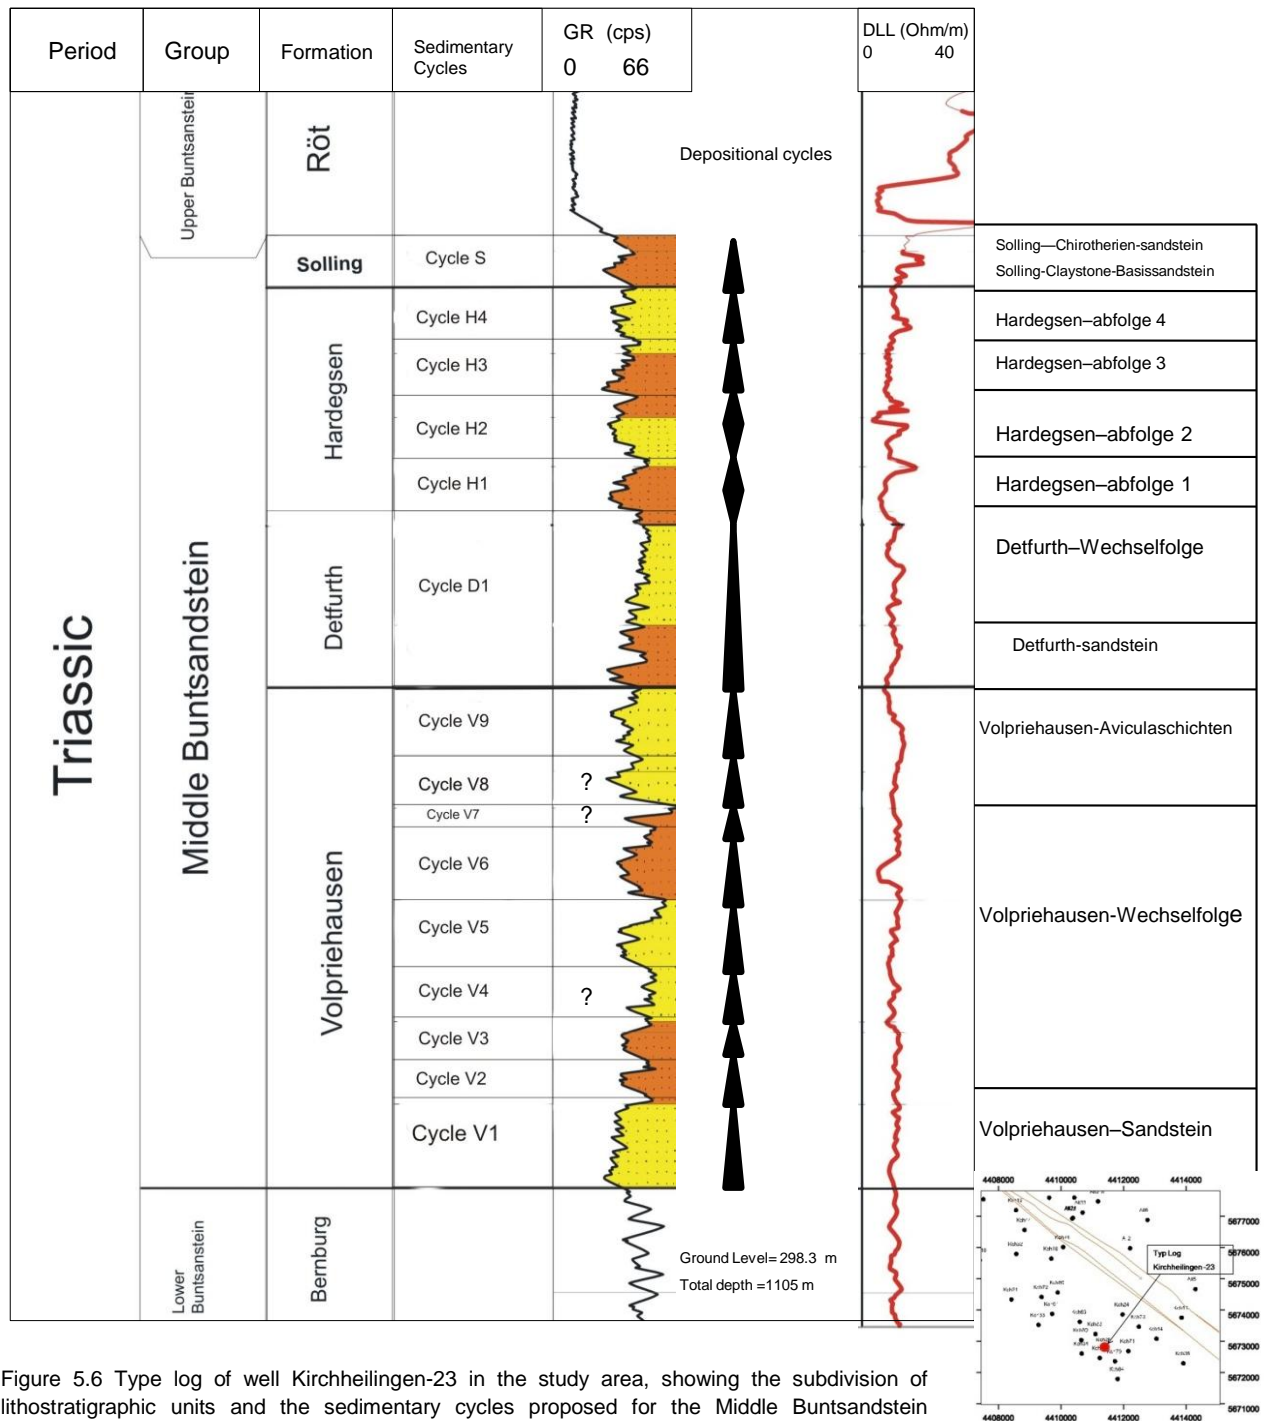 Period
Group
Formation
Sedimentary
Cycles
GR (cps)
0 66
DLL (Ohm/m)
0 40
Triassic
Upper Buntsanstein
Middle Buntsandstein
Lower
Buntsanstein
Röt
Solling
Hardegsen
Detfurth
Volpriehausen
Bernburg
Cycle S
Cycle H4
Cycle H3
Cycle H2
Cycle H1
Cycle D1
Cycle V9
Cycle V8
?
Cycle V7
?
Cycle V6
Cycle V5
Cycle V4
?
Cycle V3
Cycle V2
Cycle V1
Depositional cycles
Ground Level= 298.3 m
Total depth =1105 m
Solling—Chirotherien-sandstein
Solling-Claystone-Basissandstein
Hardegsen–abfolge 4
Hardegsen–abfolge 3
Hardegsen–abfolge 2
Hardegsen–abfolge 1
Detfurth–Wechselfolge
Detfurth-sandstein
Volpriehausen-Aviculaschichten
Volpriehausen-Wechselfolge
Volpriehausen–Sandstein
4408000 4410000 4412000 4414000
5677000
5676000
5675000
5674000
5673000
5672000
5671000
Typ Log
Kirchheilingen-23
4408000 4410000 4412000 4414000
Figure 5.6 Type log of well Kirchheilingen-23 in the study area, showing the subdivision of
lithostratigraphic units and the sedimentary cycles proposed for the Middle Buntsandstein